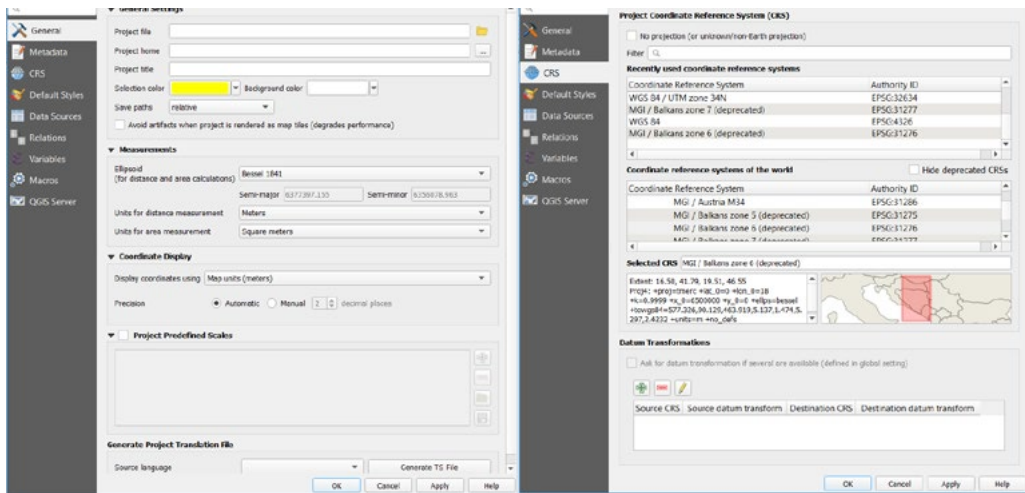 General
Metadata
CRS
Default Styles
Data Sources
Relations
Variables
Macros
QGIS Server
General Settings
Project file
Project home
...
Project title
Selection color
Background color
Save paths relative
Avoid artifacts when project is rendered as map tiles (degrades performance)
Measurements
Ellipsoid
(for distance and area calculations)
Bessel 1841
Semi-major 6377397.155 Semi-minor 6356078.963
Units for distance measurement Meters
Units for area measurement Square meters
Coordinate Display
Display coordinates using Map units (meters)
Precision Automatic Manual 2 decimal places
Project Predefined Scales
Generate Project Translation File
Source language Generate TS File
OK Cancel Apply Help
General
Metadata
CRS
Default Styles
Data Sources
Relations
Variables
Macros
QGIS Server
Project Coordinate Reference System (CRS)
No projection (or unknown/non-Earth projection)
Filter
Recently used coordinate reference systems
Coordinate Reference System Authority ID
WGS 84 / UTM zone 34N EPSG:32634
MGI / Balkans zone 7 (deprecated) EPSG:31277
WGS 84 EPSG:4326
MGI / Balkans zone 6 (deprecated) EPSG:31276
Coordinate reference systems of the world Hide deprecated CRSs
Coordinate Reference System Authority ID
MGI / Austria M34 EPSG:31286
MGI / Balkans zone 5 (deprecated) EPSG:31275
MGI / Balkans zone 6 (deprecated) EPSG:31276
MGI / Balkans zone 7 (deprecated) EPSG:31277
Selected CRS MGI / Balkans zone 6 (deprecated)
Extent: 16.58, 41.79, 19.51, 46.55
Proj4: +proj=tmerc +lat_0=0 +lon_0=18
+k=0.9999 +x_0=6500000 +y_0=0 +ellps=bessel
+towgs84=577.326,90.129,463.919,5.137,1.474,5.
297,2.4232 +units=m +no_defs
Datum Transformations
Ask for datum transformation if several are available (defined in global setting)
Source CRS Source datum transform Destination CRS Destination datum transform
OK Cancel Apply Help